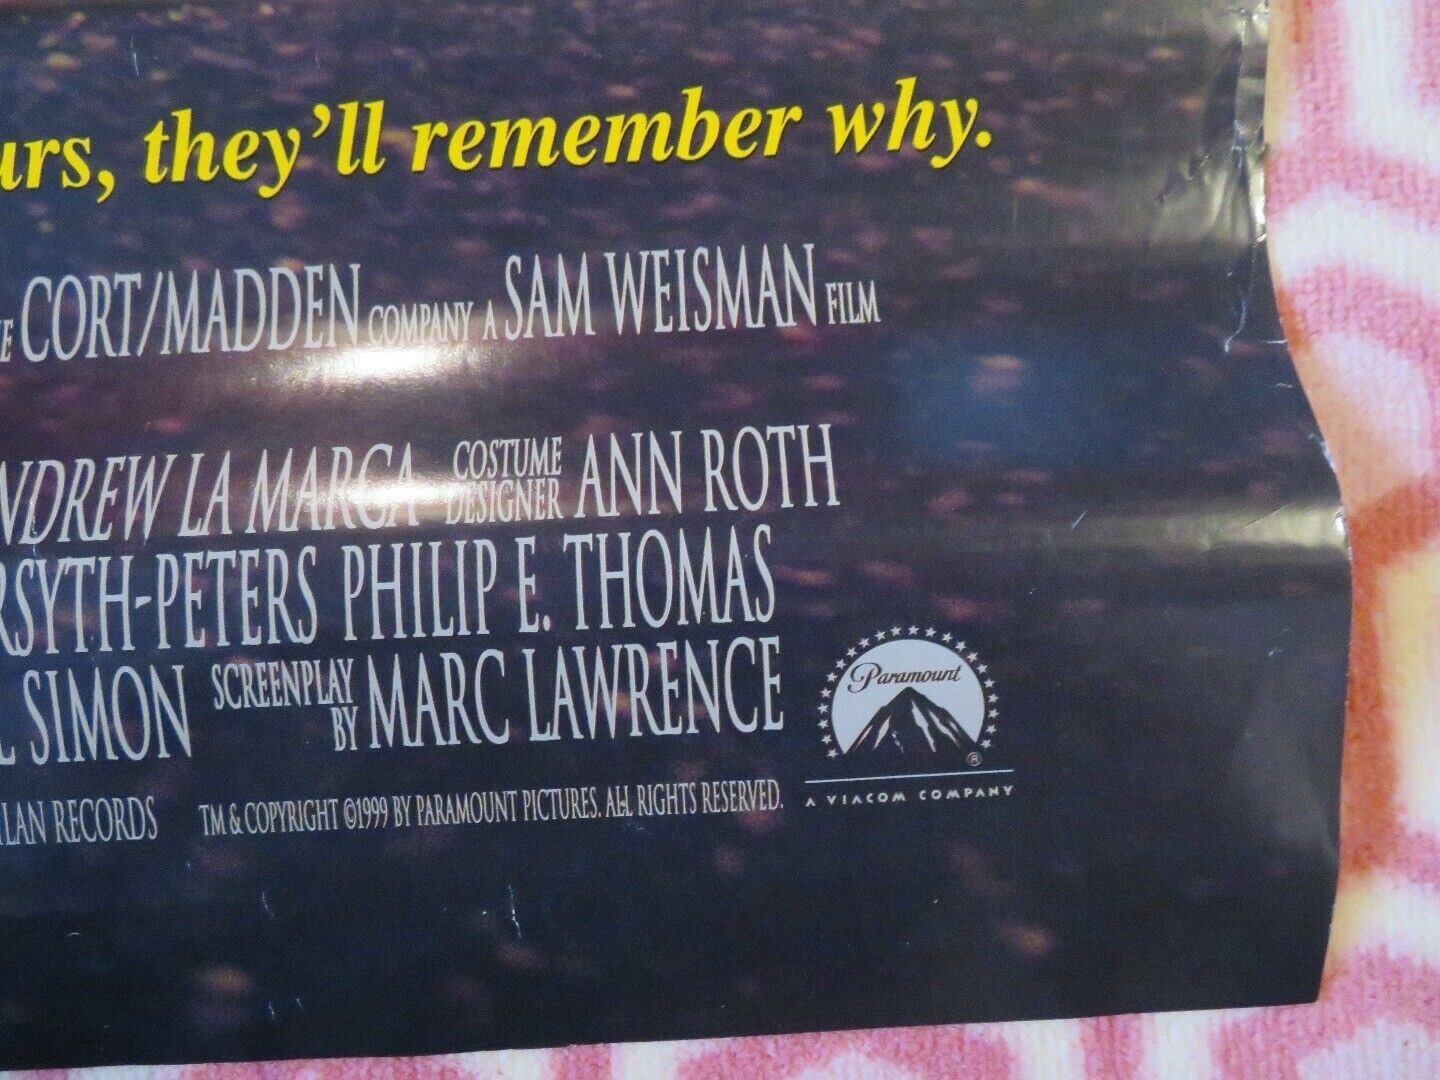 urs, they'll remember why.
CORT/MADDEN COMPANY A SAM WEISMAN FILM
NDREW LA MARCA COSTUME DESIGNER ANN ROTH
RSYTH-PETERS PHILIP E. THOMAS
L SIMON SCREENPLAY BY MARC LAWRENCE
Paramount
®
A VIACOM COMPANY
LAN RECORDS TM & COPYRIGHT ©1999 BY PARAMOUNT PICTURES. ALL RIGHTS RESERVED.